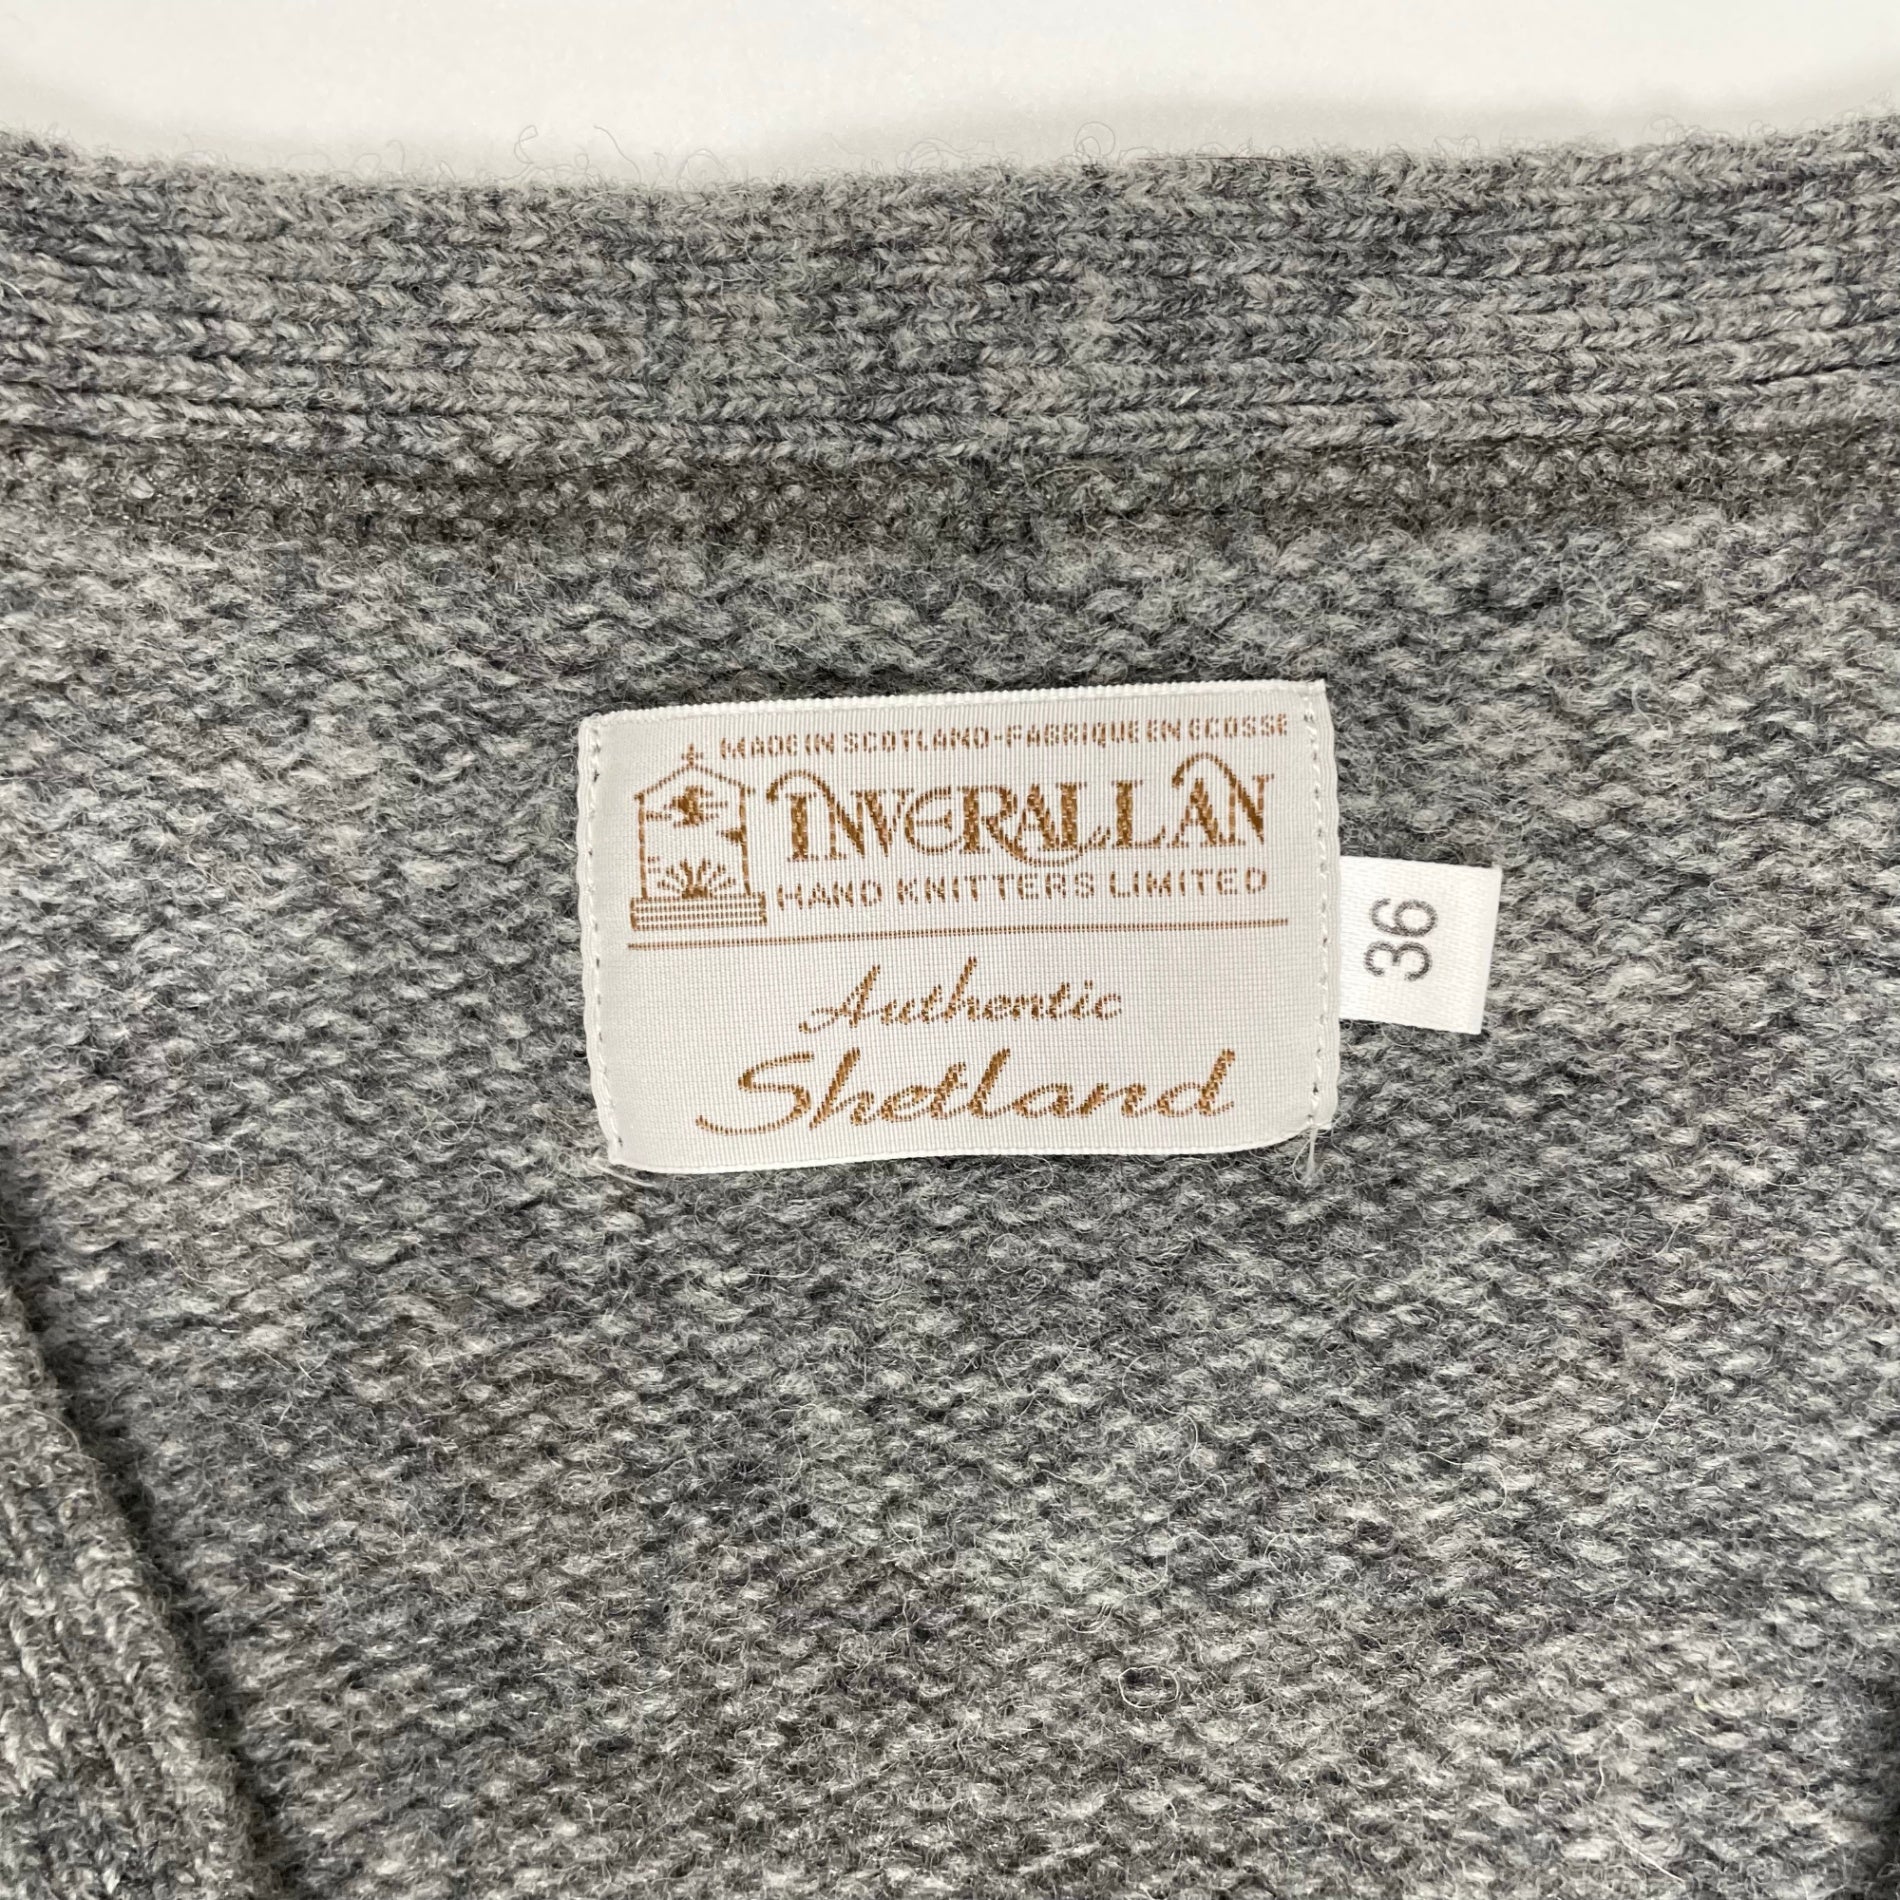 MADE IN SCOTLAND-FABRIQUE EN ECOSSE
INVERALLAN
HAND KNITTERS LIMITED
Authentic
Shetland
36